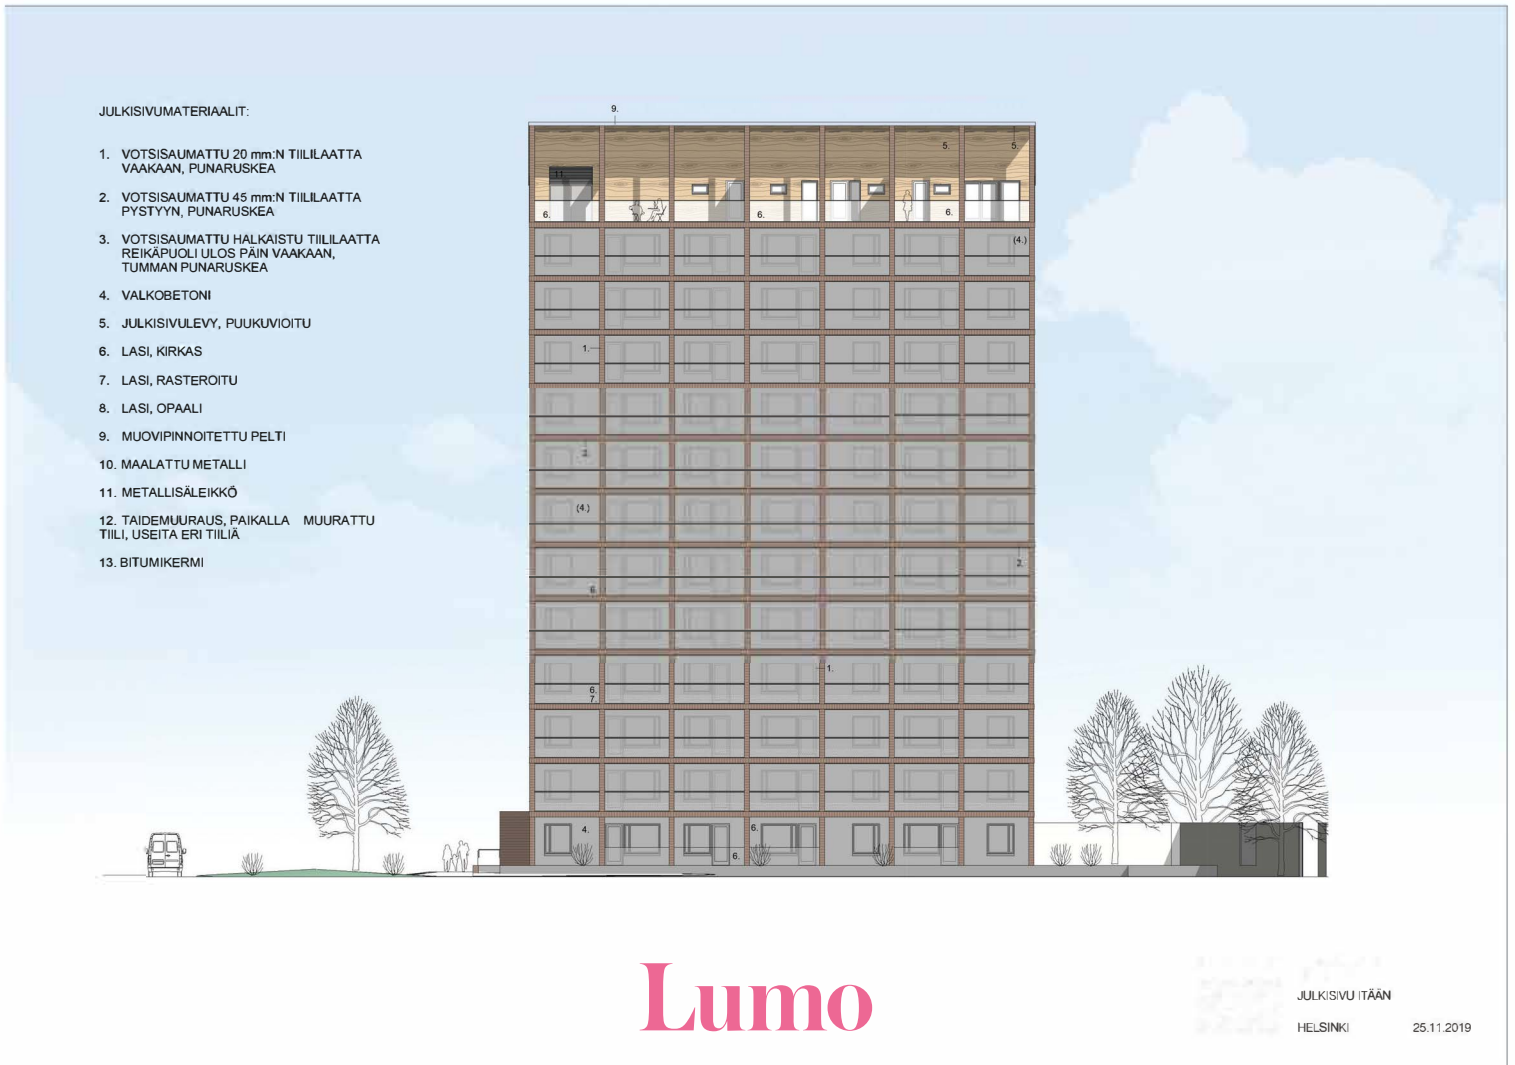 JULKISIVUMATERIAALIT:
1. VOTSISAUMATTU 20 mm:N TIILILAATTA
VAAKAAN, PUNARUSKEA
2. VOTSISAUMATTU 45 mm:N TIILILAATTA
PYSTYYN, PUNARUSKEA
3. VOTSISAUMATTU HALKAISTU TIILILAATTA
REIKÄPUOLI ULOS PÄIN VAAKAAN,
TUMMAN PUNARUSKEA
4. VALKOBETONI
5. JULKISIVULEVY, PUUKUVIOITU
6. LASI, KIRKAS
7. LASI, RASTEROITU
8. LASI, OPAALI
9. MUOVIPINNOITETTU PELTI
10. MAALATTU METALLI
11. METALLISÄLEIKKÖ
12. TAIDEMUURAUS, PAIKALLA MUURATTU
TIILI, USEITA ERI TIILIÄ
13. BITUMIKERMI
9.
5. 5.
11.
6. 6. 6.
(4.)
1.
3.
(4.)
2.
6.
1.
6.
7.
4. 6.
6.
Lumo
JULKISIVU ITÄÄN
HELSINKI 25.11.2019